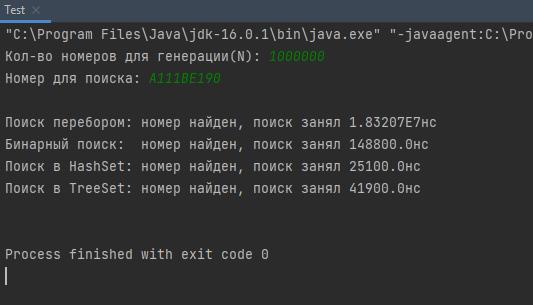 Test
"C:\Program Files\Java\jdk-16.0.1\bin\java.exe" "-javaagent:C:\Pro
Кол-во номеров для генерации(N): 1000000
Номер для поиска: А111ВЕ190
Поиск перебором: номер найден, поиск занял 1.83207E7нс
Бинарный поиск:  номер найден, поиск занял 148800.0нс
Поиск в HashSet: номер найден, поиск занял 25100.0нс
Поиск в TreeSet: номер найден, поиск занял 41900.0нс
Process finished with exit code 0